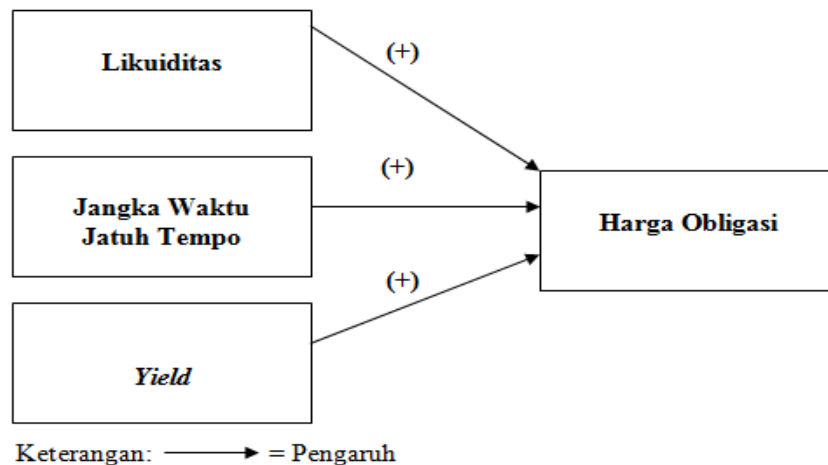 Likuiditas
(+)
Jangka Waktu
Jatuh Tempo
(+)
Harga Obligasi
Yield
(+)
Keterangan: = Pengaruh